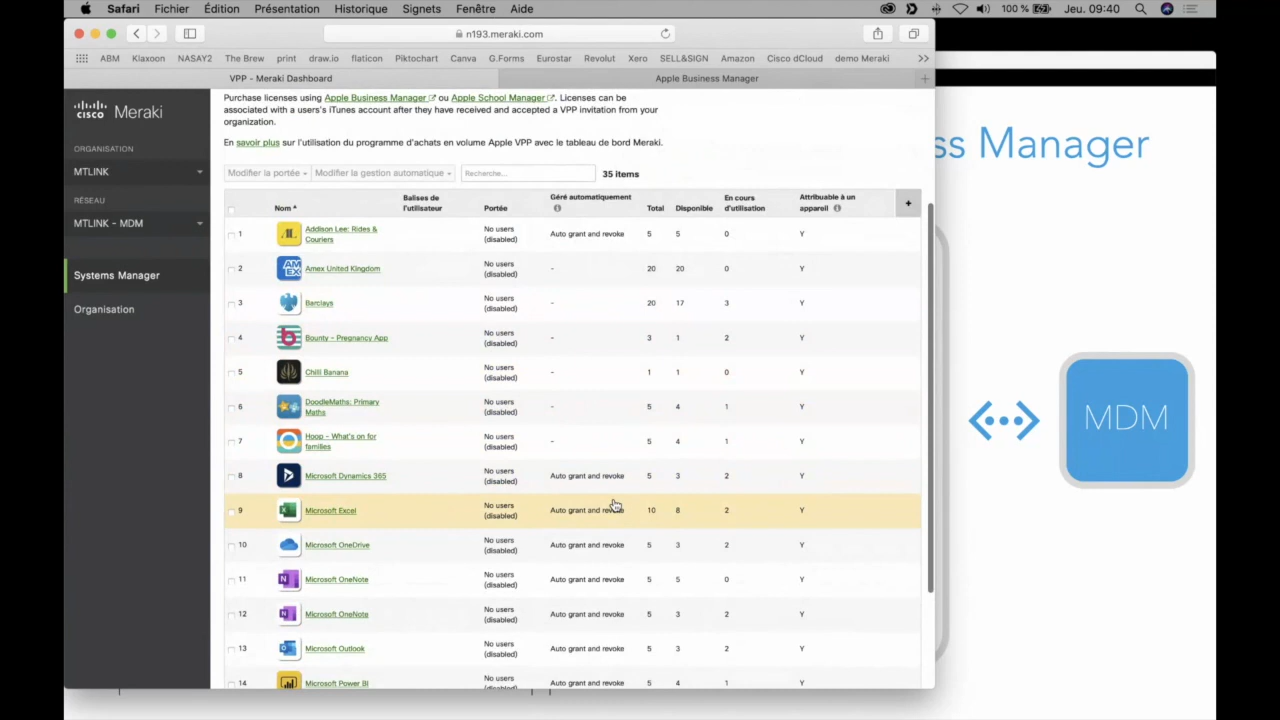 Safari Fichier Édition Présentation Historique Signets Fenêtre Aide 100 % Jeu. 09:40
n193.meraki.com
ABM Klaxoon NASAY2 The Brew print draw.io flaticon Piktochart Canva G.Forms Eurostar Revolut Xero SELL&SIGN Amazon Cisco dCloud demo Meraki >>
VPP - Meraki Dashboard Apple Business Manager +
cisco Meraki
ORGANISATION
MTLINK
RÉSEAU
MTLINK - MDM
Systems Manager
Organisation
Purchase licenses using Apple Business Manager ou Apple School Manager. Licenses can be
associated with a users's iTunes account after they have received and accepted a VPP invitation from your
organization.
En savoir plus sur l'utilisation du programme d'achats en volume Apple VPP avec le tableau de bord Meraki.
Modifier la portée Modifier la gestion automatique Recherche... 35 items
Nom Balises de l'utilisateur Portée Géré automatiquement Total Disponible En cours d'utilisation Attribuable à un appareil +
1 Addison Lee: Rides & Couriers No users (disabled) Auto grant and revoke 5 5 0 Y
2 Amex United Kingdom No users (disabled) - 20 20 0 Y
3 Barclays No users (disabled) - 20 17 3 Y
4 Bounty - Pregnancy App No users (disabled) - 3 1 2 Y
5 Chilli Banana No users (disabled) - 1 1 0 Y
6 DoodleMaths: Primary Maths No users (disabled) - 5 4 1 Y
7 Hoop - What's on for families No users (disabled) - 5 4 1 Y
8 Microsoft Dynamics 365 No users (disabled) Auto grant and revoke 5 3 2 Y
9 Microsoft Excel No users (disabled) Auto grant and revoke 10 8 2 Y
10 Microsoft OneDrive No users (disabled) Auto grant and revoke 5 3 2 Y
11 Microsoft OneNote No users (disabled) Auto grant and revoke 5 5 0 Y
12 Microsoft OneNote No users (disabled) Auto grant and revoke 5 3 2 Y
13 Microsoft Outlook No users (disabled) Auto grant and revoke 5 3 2 Y
14 Microsoft Power BI No users Auto grant and revoke 5 4 1 Y
ss Manager
MDM